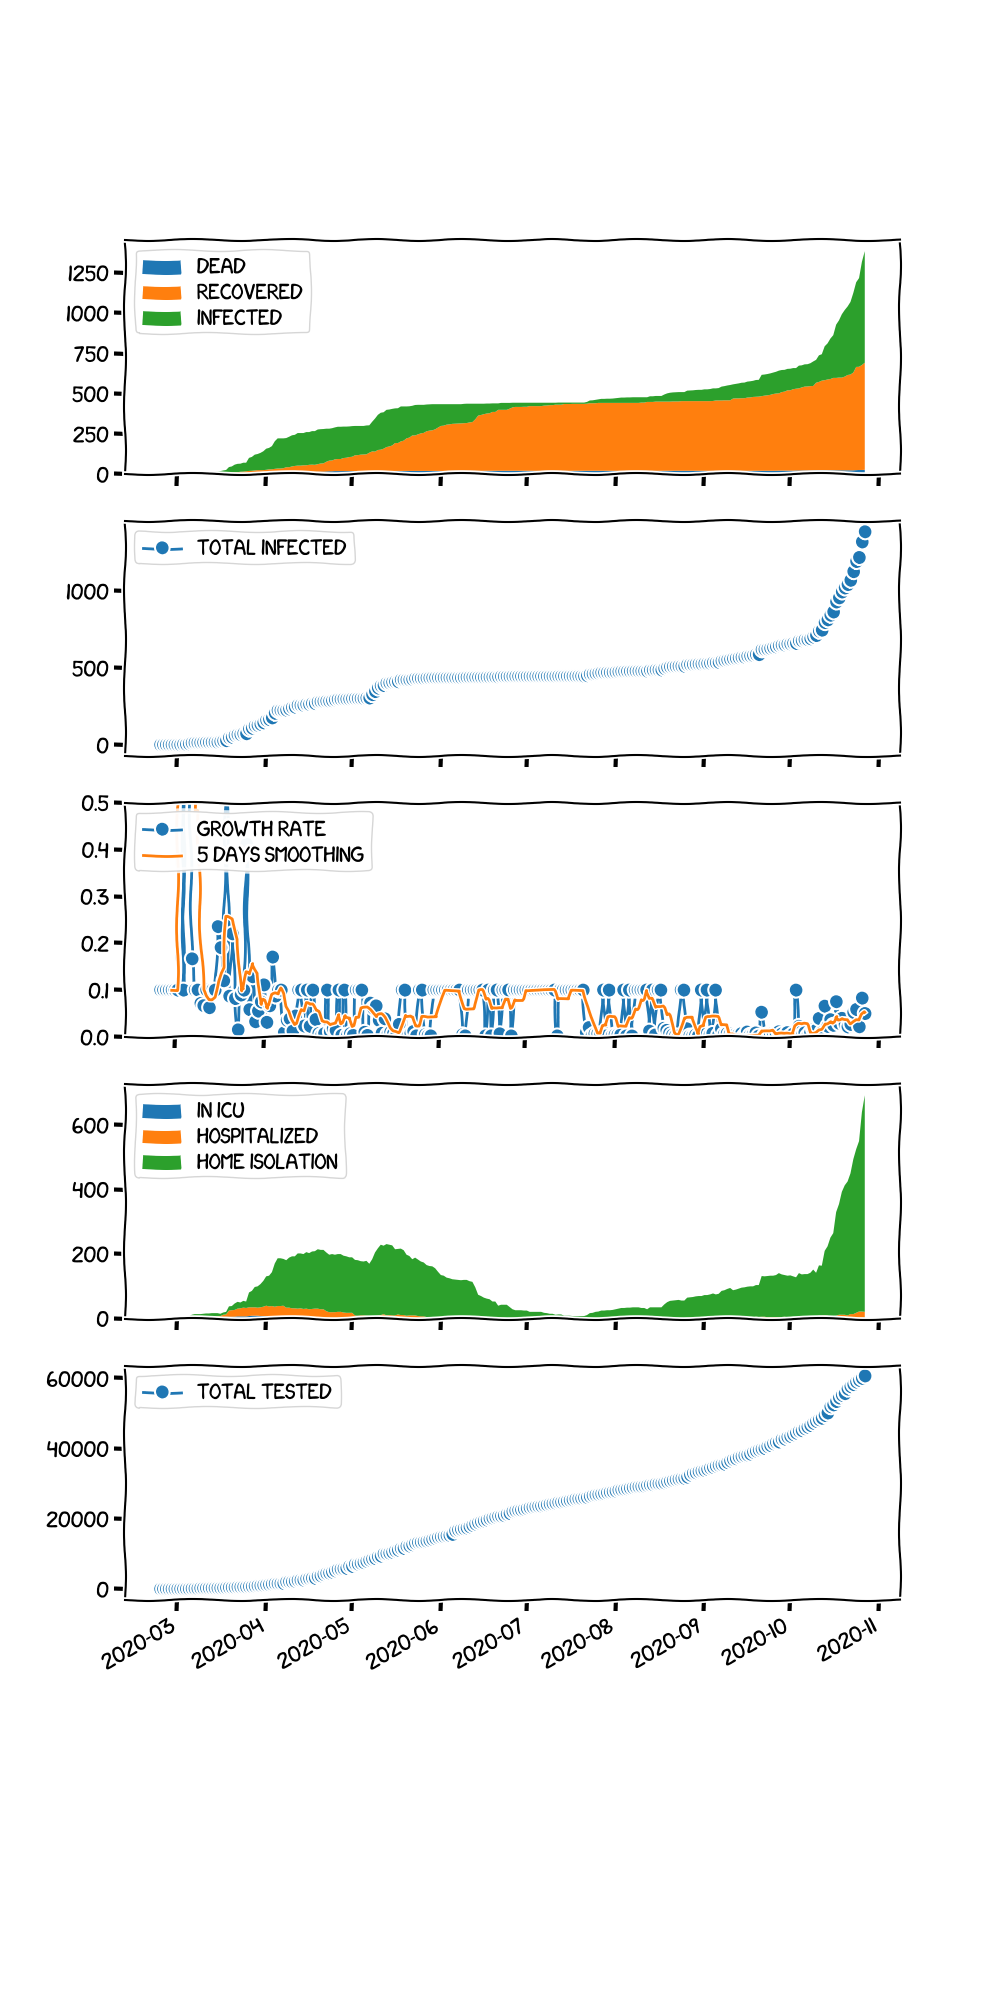 1250
1000
750
500
250
0
DEAD
RECOVERED
INFECTED
1000
500
0
TOTAL INFECTED
0.5
0.4
0.3
0.2
0.1
0.0
GROWTH RATE
5 DAYS SMOOTHING
600
400
200
0
IN ICU
HOSPITALIZED
HOME ISOLATION
60000
40000
20000
0
TOTAL TESTED
2020-03 2020-04 2020-05 2020-06 2020-07 2020-08 2020-09 2020-10 2020-11